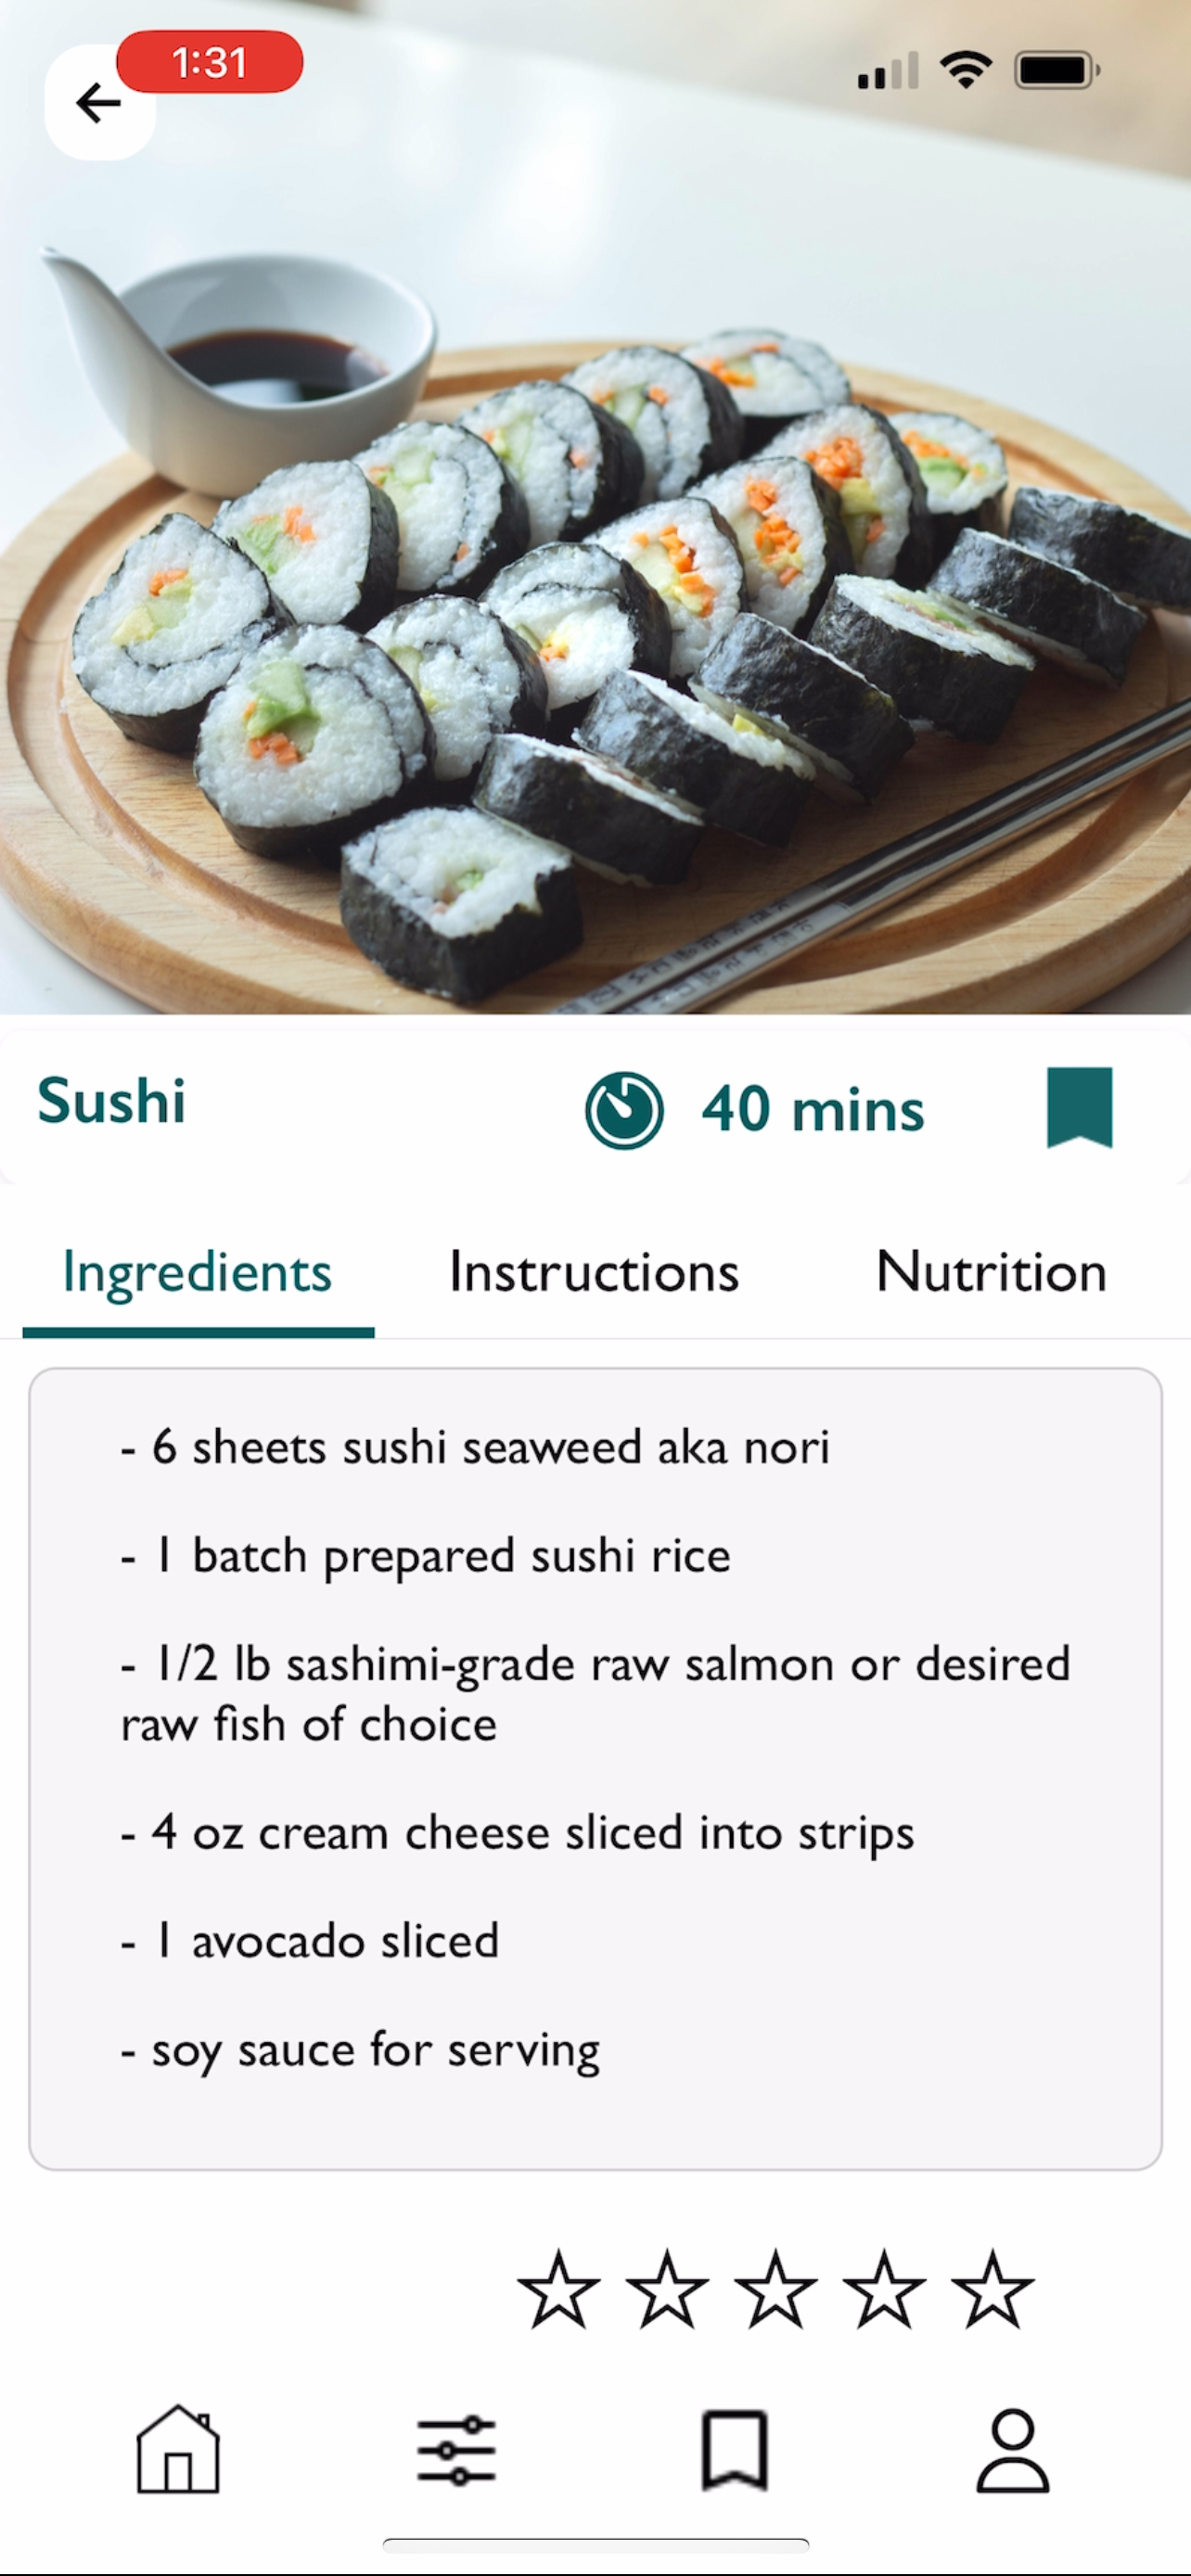 1:31
Sushi
40 mins
Ingredients
Instructions
Nutrition
- 6 sheets sushi seaweed aka nori
- 1 batch prepared sushi rice
- 1/2 lb sashimi-grade raw salmon or desired
raw fish of choice
- 4 oz cream cheese sliced into strips
- 1 avocado sliced
- soy sauce for serving